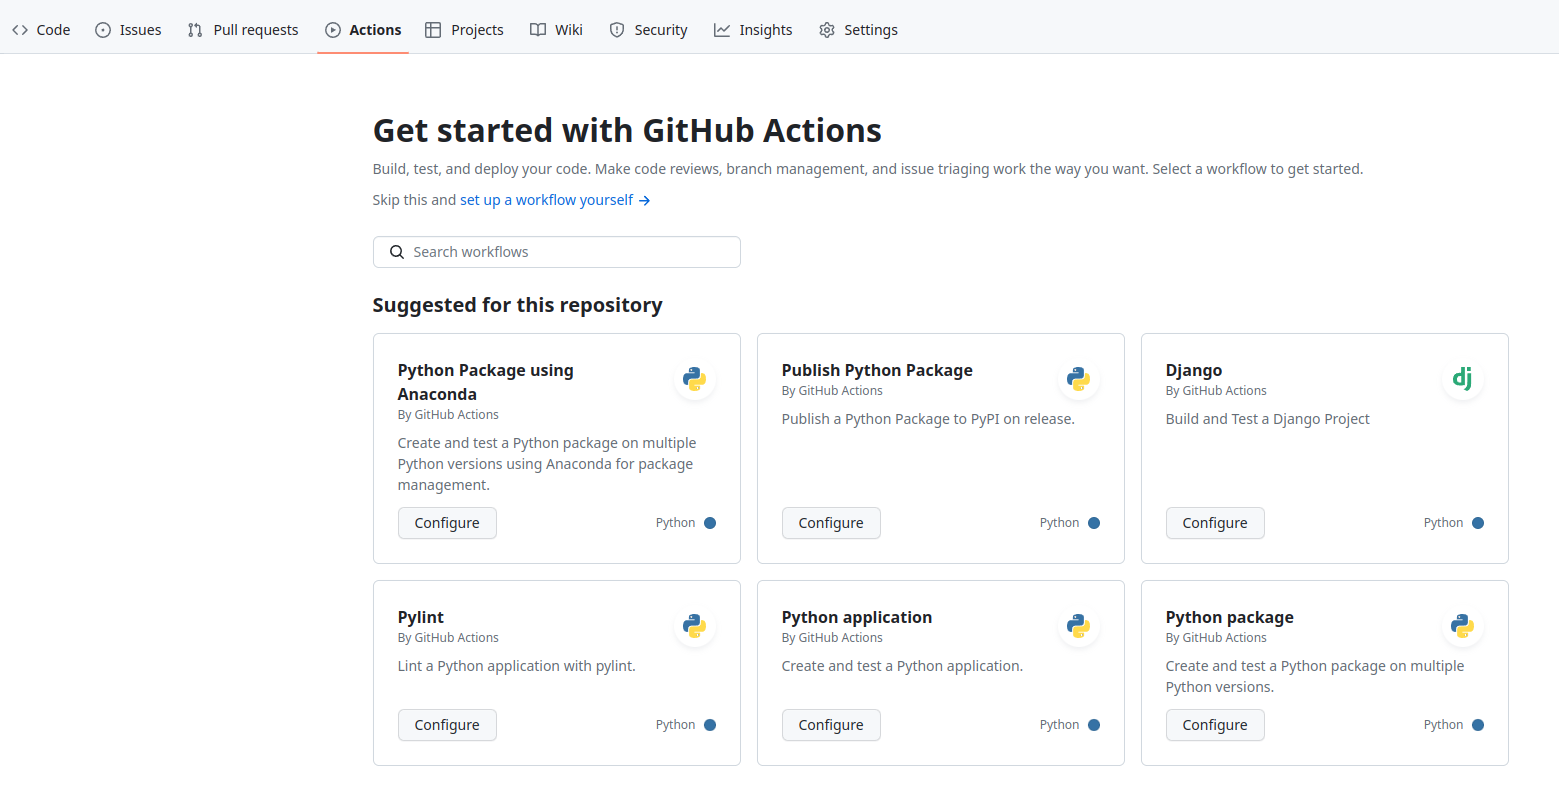 Code Issues Pull requests Actions Projects Wiki Security Insights Settings
Get started with GitHub Actions
Build, test, and deploy your code. Make code reviews, branch management, and issue triaging work the way you want. Select a workflow to get started.
Skip this and set up a workflow yourself →
Search workflows
Suggested for this repository
Python Package using
Anaconda
By GitHub Actions
Create and test a Python package on multiple
Python versions using Anaconda for package
management.
Configure
Python
Publish Python Package
By GitHub Actions
Publish a Python Package to PyPI on release.
Configure
Python
Django
dj
By GitHub Actions
Build and Test a Django Project
Configure
Python
Pylint
By GitHub Actions
Lint a Python application with pylint.
Configure
Python
Python application
By GitHub Actions
Create and test a Python application.
Configure
Python
Python package
By GitHub Actions
Create and test a Python package on multiple
Python versions.
Configure
Python